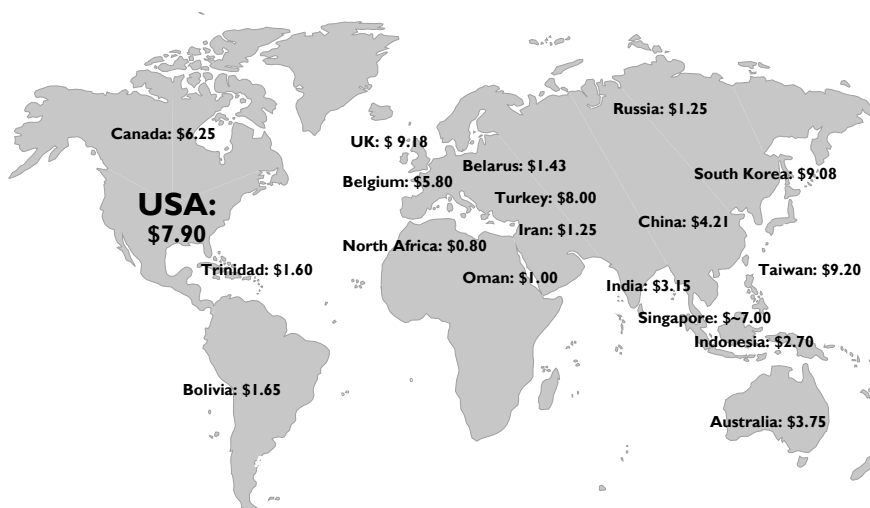 Russia: $1.25
Canada: $6.25
UK: $ 9.18
Belarus: $1.43
South Korea: $9.08
Belgium: $5.80
Turkey: $8.00
USA:
$7.90
China: $4.21
Iran: $1.25
North Africa: $0.80
Trinidad: $1.60
Oman: $1.00
Taiwan: $9.20
India: $3.15
Singapore: $~7.00
Indonesia: $2.70
Bolivia: $1.65
Australia: $3.75